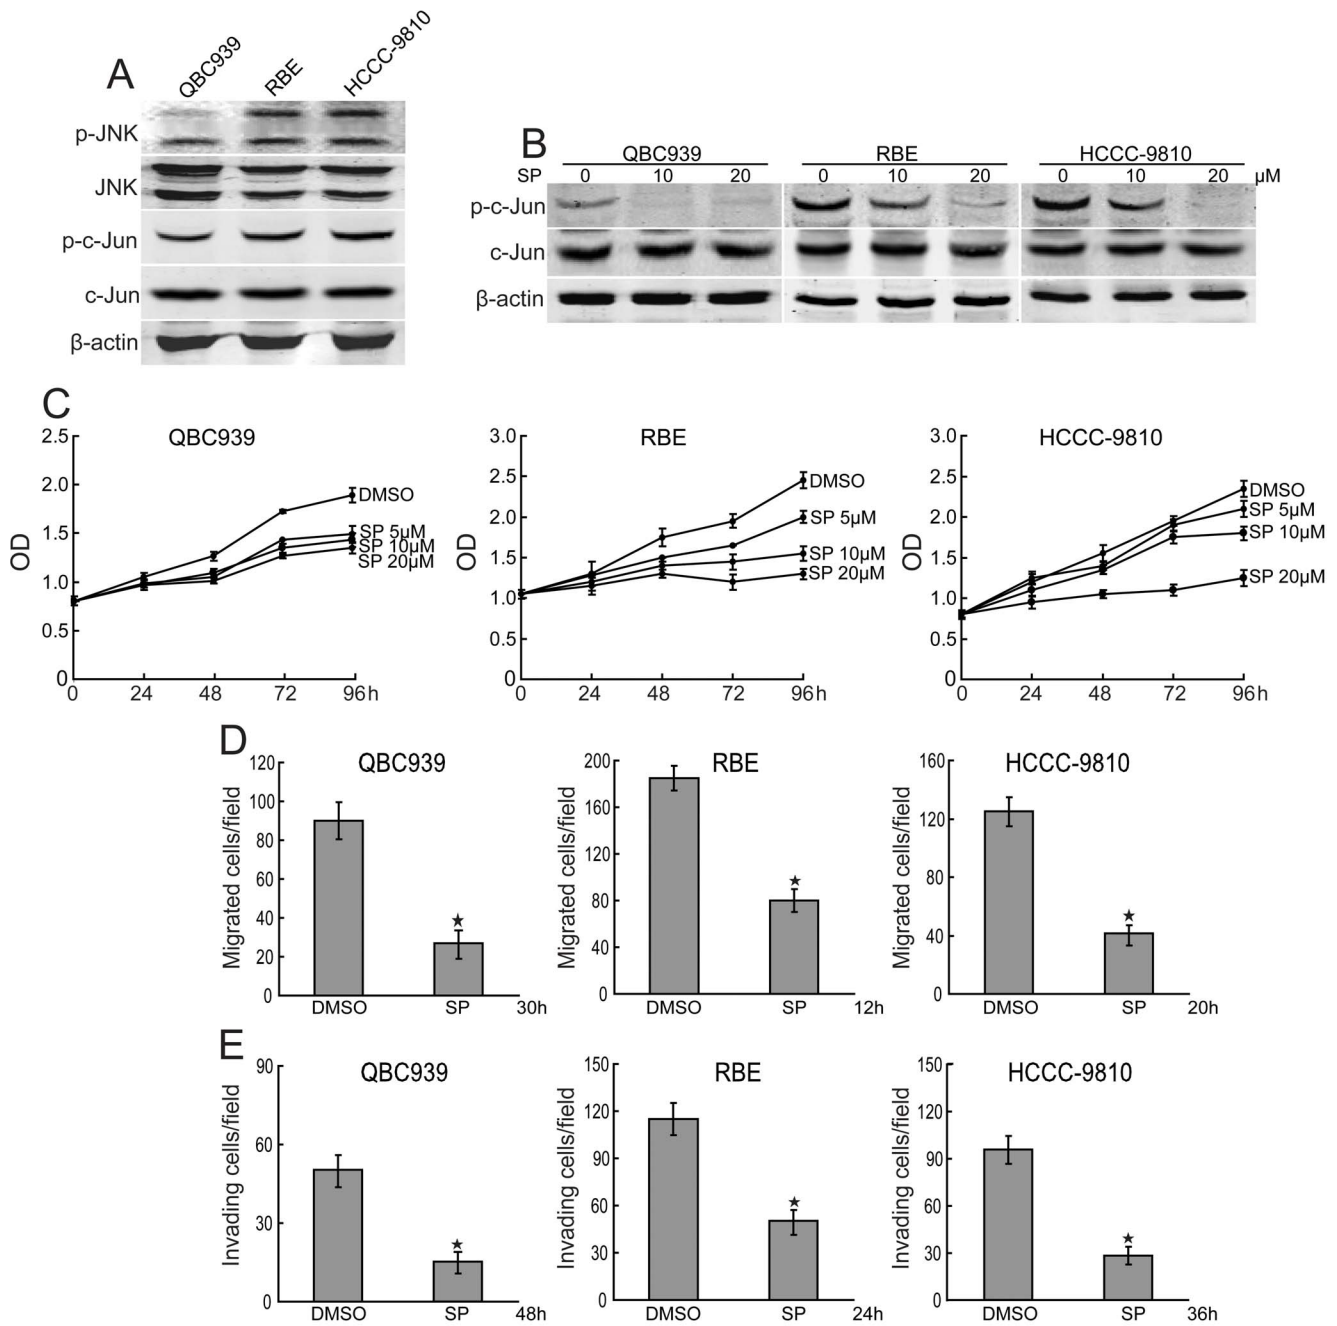 A
QBC939 RBE HCCC-9810
p-JNK
JNK
p-c-Jun
c-Jun
β-actin
B
QBC939 RBE HCCC-9810
SP 0 10 20 0 10 20 0 10 20 μM
p-c-Jun
c-Jun
β-actin
C
QBC939
OD
2.5
2.0
1.5
1.0
0.5
0
DMSO
SP 5μM
SP 10μM
SP 20μM
0 24 48 72 96h
RBE
OD
3.0
2.5
2.0
1.5
1.0
0.5
0
DMSO
SP 5μM
SP 10μM
SP 20μM
0 24 48 72 96h
HCCC-9810
OD
3.0
2.5
2.0
1.5
1.0
0.5
0
DMSO
SP 5μM
SP 10μM
SP 20μM
0 24 48 72 96h
D
QBC939
Migrated cells/field
120
100
80
60
40
20
0
★
DMSO SP 30h
RBE
Migrated cells/field
200
160
120
80
40
0
★
DMSO SP 12h
HCCC-9810
Migrated cells/field
160
120
80
40
0
★
DMSO SP 20h
E
QBC939
Invading cells/field
90
60
30
0
★
DMSO SP 48h
RBE
Invading cells/field
150
120
90
60
30
0
★
DMSO SP 24h
HCCC-9810
Invading cells/field
150
120
90
60
30
0
★
DMSO SP 36h